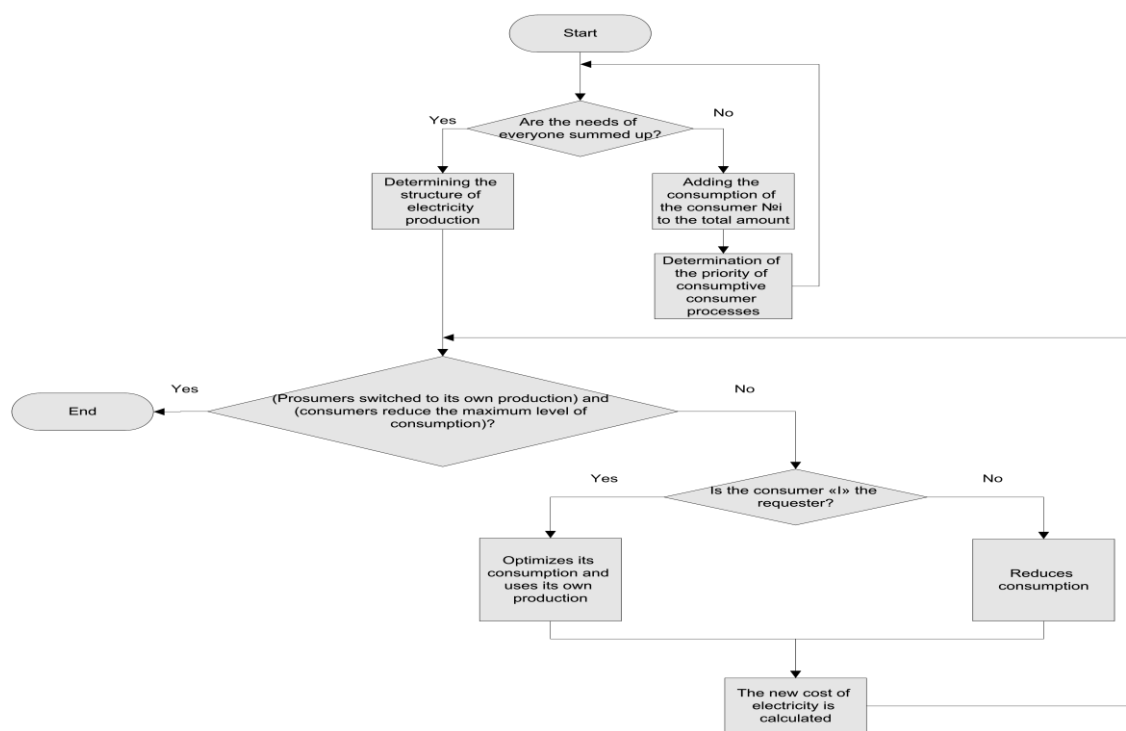 Start
Yes
No
Are the needs of
everyone summed up?
Determining the
structure of
electricity
production
Adding the
consumption of
the consumer №i
to the total amount
Determination of
the priority of
consumptive
consumer
processes
Yes
No
End
(Prosumers switched to its own production) and
(consumers reduce the maximum level of
consumption)?
Yes
No
Is the consumer «I» the
requester?
Optimizes its
consumption and
uses its own
production
Reduces
consumption
The new cost of
electricity is
calculated